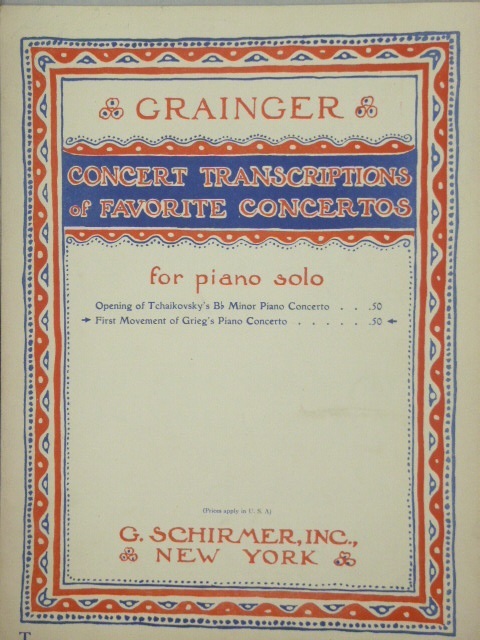 GRAINGER
CONCERT TRANSCRIPTIONS
of FAVORITE CONCERTOS
for piano solo
Opening of Tchaikovsky's B♭ Minor Piano Concerto . . .50
→ First Movement of Grieg's Piano Concerto . . . . . .50 ←
(Prices apply in U. S. A)
G. SCHIRMER, INC.,
NEW YORK
T